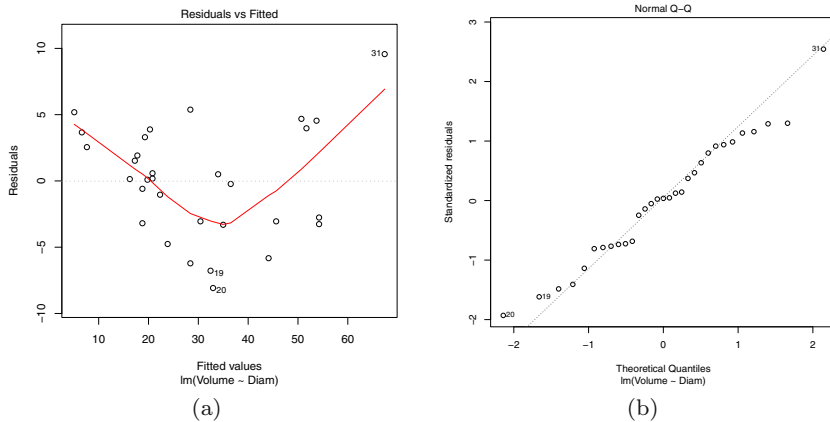 Residuals vs Fitted
10
5
0
−5
−10
Residuals
31
19
20
10 20 30 40 50 60
Fitted values
lm(Volume ~ Diam)
(a)
Normal Q−Q
3
2
1
0
−1
−2
Standardized residuals
31
19
20
−2 −1 0 1 2
Theoretical Quantiles
lm(Volume ~ Diam)
(b)